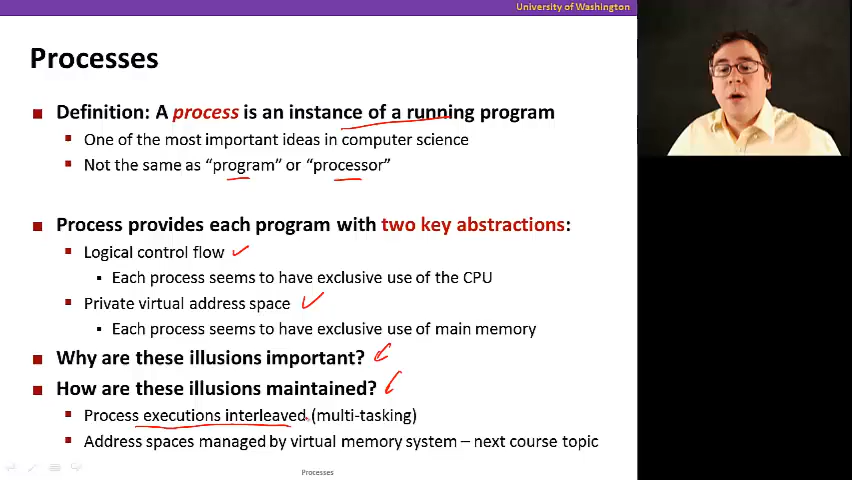 University of Washington
Processes
Definition: A process is an instance of a running program
One of the most important ideas in computer science
Not the same as “program” or “processor”
Process provides each program with two key abstractions:
Logical control flow
Each process seems to have exclusive use of the CPU
Private virtual address space
Each process seems to have exclusive use of main memory
Why are these illusions important?
How are these illusions maintained?
Process executions interleaved (multi-tasking)
Address spaces managed by virtual memory system – next course topic
Processes